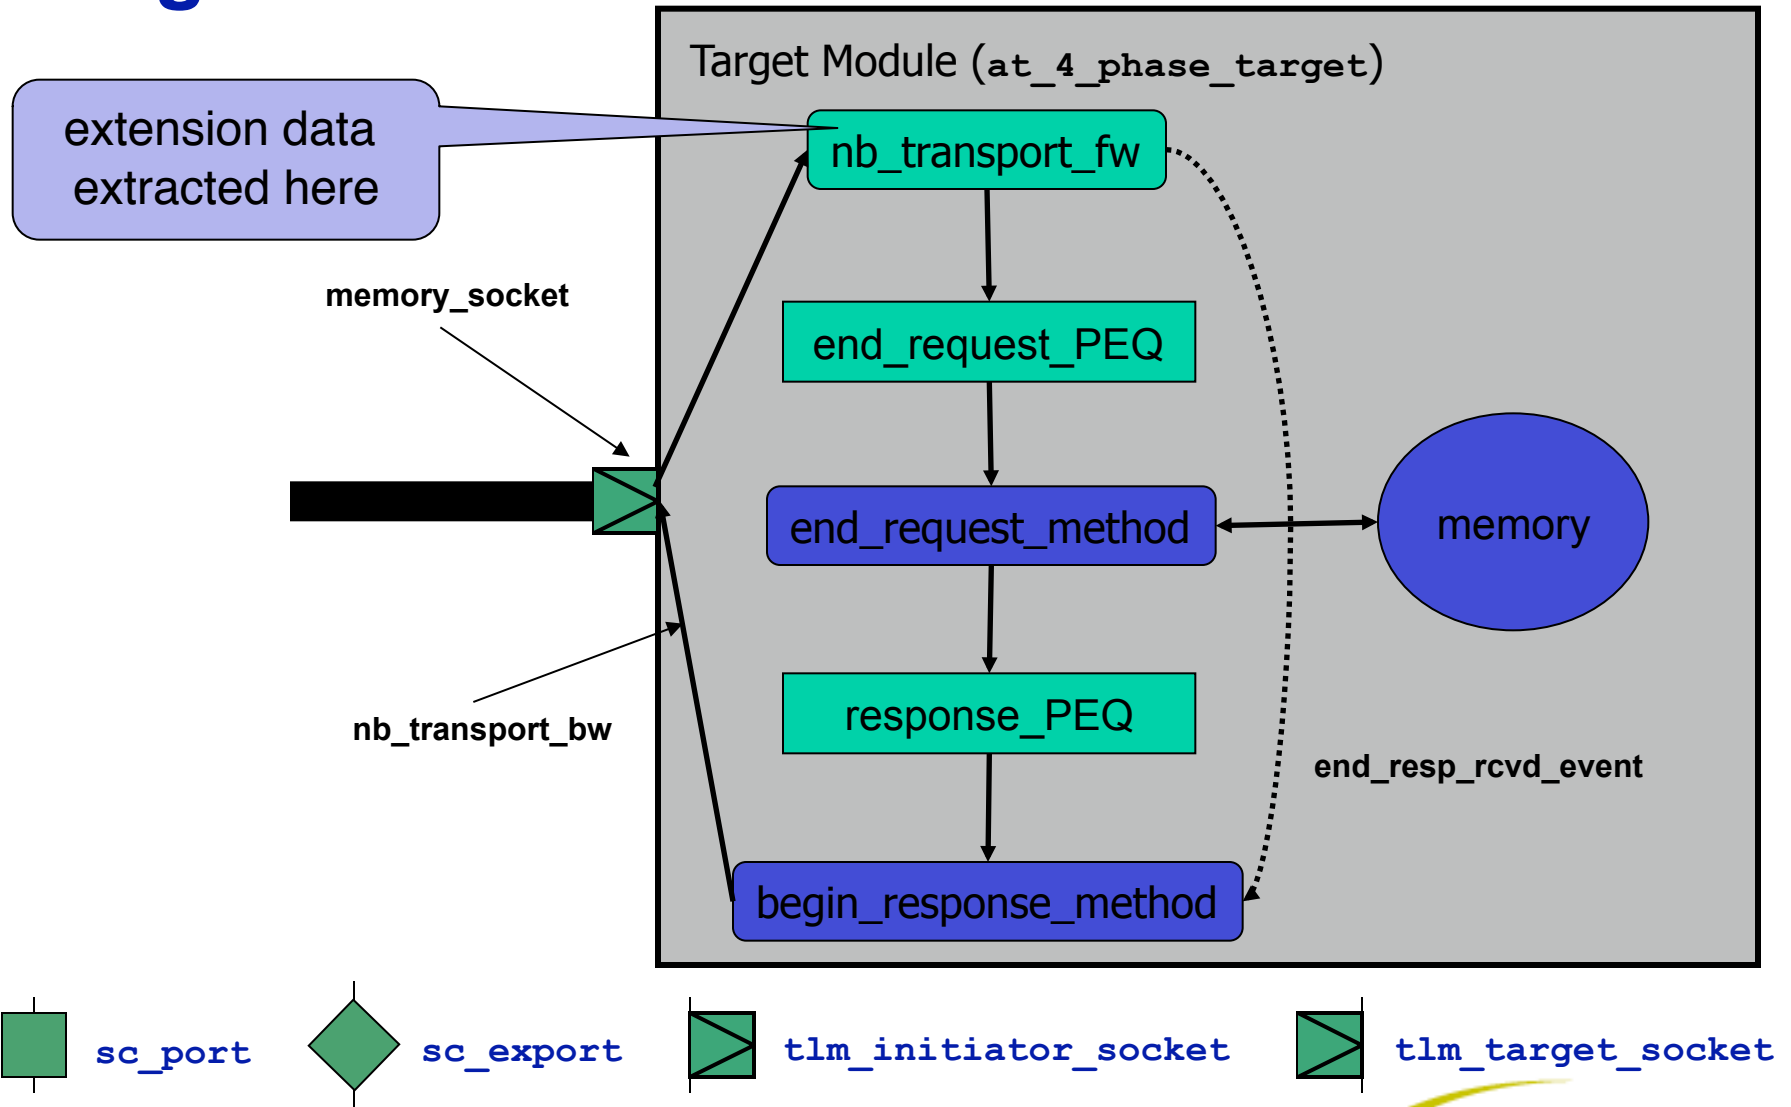 Target Module (at_4_phase_target)
extension data
extracted here
nb_transport_fw
memory_socket
end_request_PEQ
end_request_method
memory
nb_transport_bw
response_PEQ
end_resp_rcvd_event
begin_response_method
sc_port
sc_export
tlm_initiator_socket
tlm_target_socket